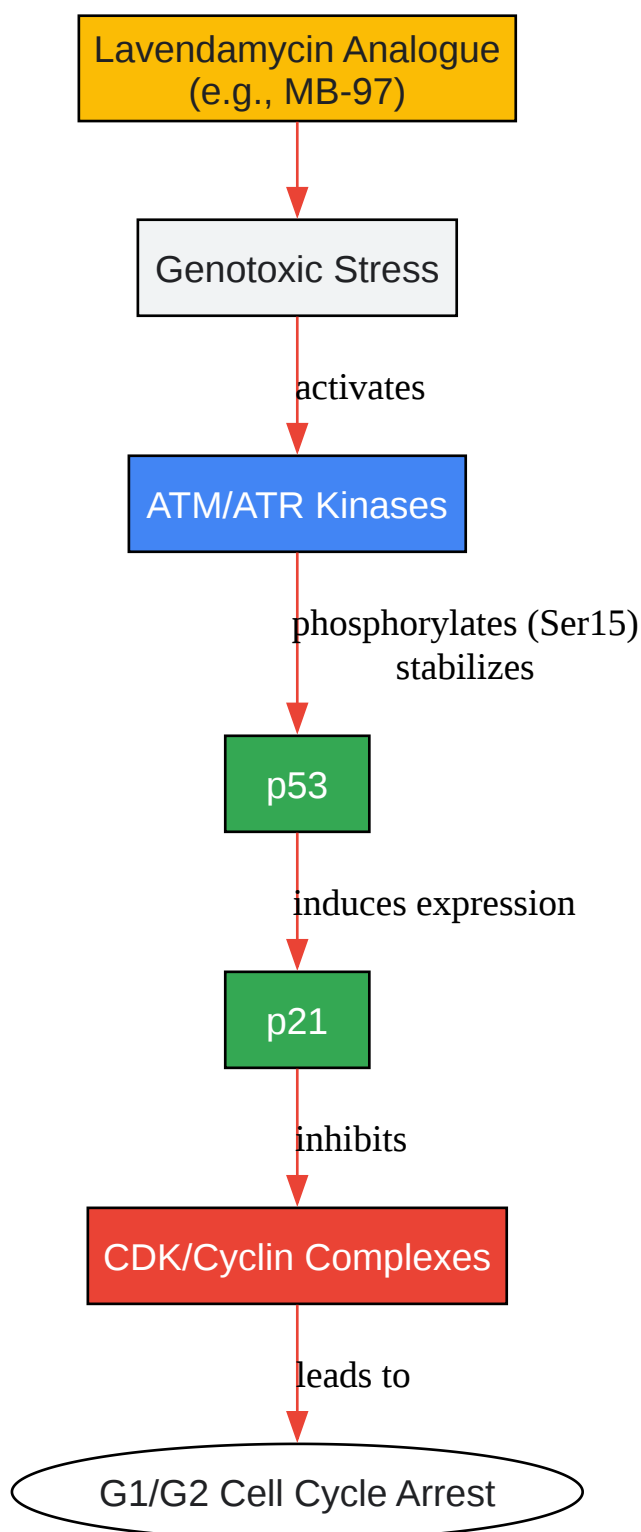 Lavendamycin Analogue
(e.g., MB-97)
Genotoxic Stress
activates
ATM/ATR Kinases
phosphorylates (Ser15)
stabilizes
p53
induces expression
p21
inhibits
CDK/Cyclin Complexes
leads to
G1/G2 Cell Cycle Arrest